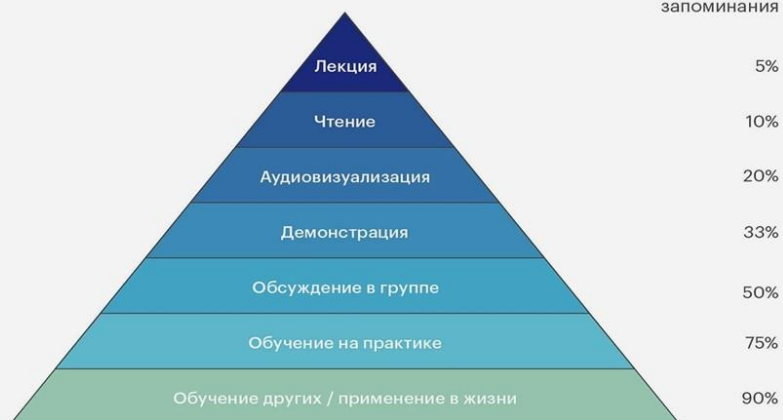 запоминания
Лекция 5%
Чтение 10%
Аудиовизуализация 20%
Демонстрация 33%
Обсуждение в группе 50%
Обучение на практике 75%
Обучение других / применение в жизни 90%